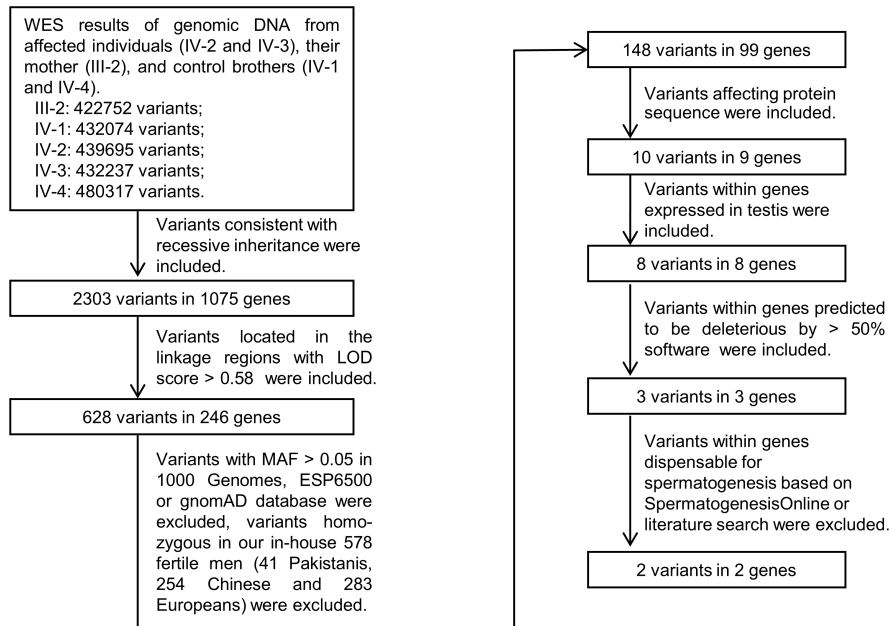 WES results of genomic DNA from
affected individuals (IV-2 and IV-3), their
mother (III-2), and control brothers (IV-1
and IV-4).
III-2: 422752 variants;
IV-1: 432074 variants;
IV-2: 439695 variants;
IV-3: 432237 variants;
IV-4: 480317 variants.
Variants consistent with
recessive inheritance were
included.
2303 variants in 1075 genes
Variants located in the
linkage regions with LOD
score > 0.58 were included.
628 variants in 246 genes
Variants with MAF > 0.05 in
1000 Genomes, ESP6500
or gnomAD database were
excluded, variants homo-
zygous in our in-house 578
fertile men (41 Pakistanis,
254 Chinese and 283
Europeans) were excluded.
148 variants in 99 genes
Variants affecting protein
sequence were included.
10 variants in 9 genes
Variants within genes
expressed in testis were
included.
8 variants in 8 genes
Variants within genes predicted
to be deleterious by > 50%
software were included.
3 variants in 3 genes
Variants within genes
dispensable for
spermatogenesis based on
SpermatogenesisOnline or
literature search were excluded.
2 variants in 2 genes